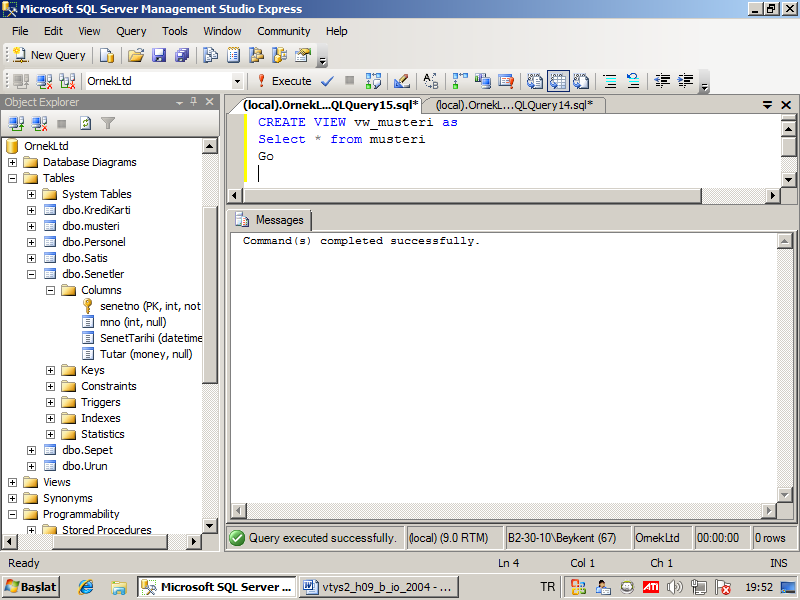 Microsoft SQL Server Management Studio Express
File Edit View Query Tools Window Community Help
New Query
OrnekLtd Execute
Object Explorer
OrnekLtd
Database Diagrams
Tables
System Tables
dbo.KrediKarti
dbo.musteri
dbo.Personel
dbo.Satis
dbo.Senetler
Columns
senetno (PK, int, not
mno (int, null)
SenetTarihi (datetime
Tutar (money, null)
Keys
Constraints
Triggers
Indexes
Statistics
dbo.Sepet
dbo.Urun
Views
Synonyms
Programmability
Stored Procedures
(local).OrnekL...QLQuery15.sql* (local).OrnekL...QLQuery14.sql*
CREATE VIEW vw_musteri as
Select * from musteri
Go
Messages
Command(s) completed successfully.
Query executed successfully. (local) (9.0 RTM) B2-30-10\Beykent (67) OrnekLtd 00:00:00 0 rows
Ready Ln 4 Col 1 Ch 1 INS
Başlat Microsoft SQL Server ... vtys2_h09_b_jo_2004 - ... TR ATI 19:52